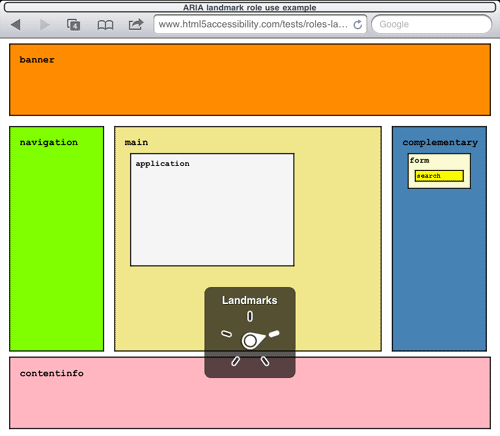 ARIA landmark role use example
4
www.html5accessibility.com/tests/roles-la...
Google
banner
navigation
main
application
complementary
form
search
Landmarks
contentinfo